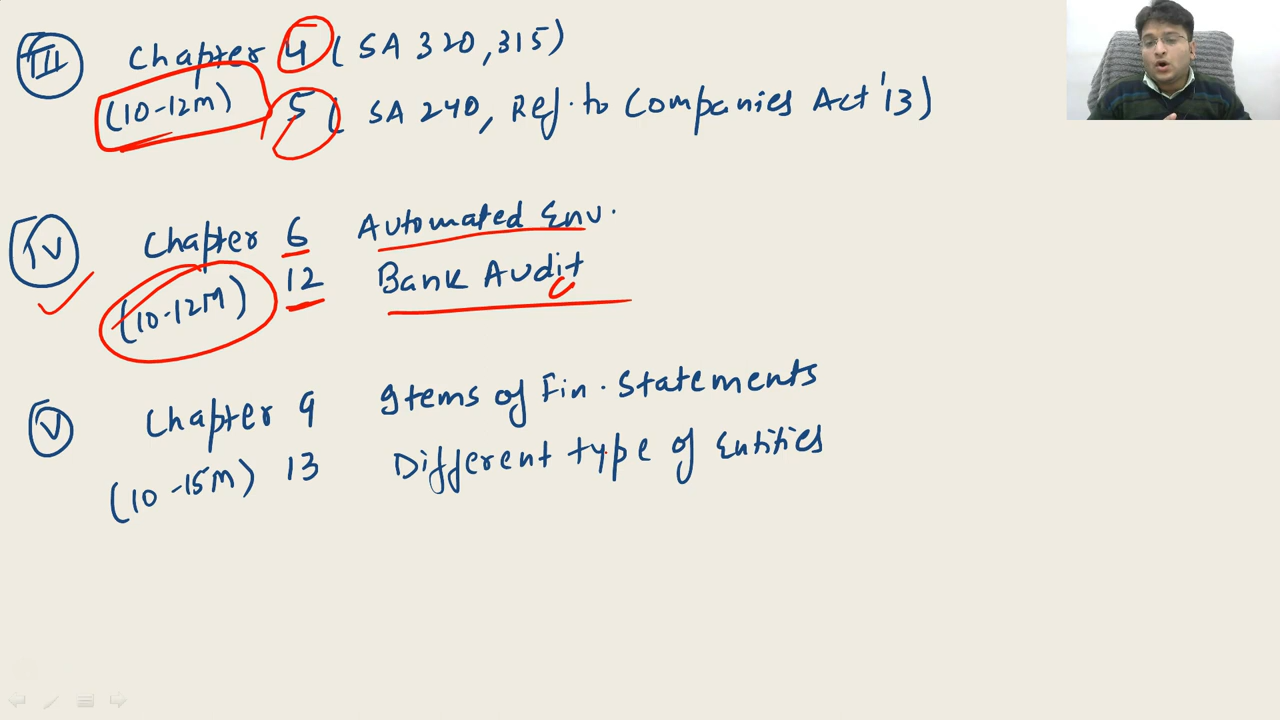 III Chapter 4 ( SA 320, 315)
(10-12M) 5 ( SA 240, Ref. to Companies Act '13)
IV Chapter 6 Automated Env.
(10-12M) 12 Bank Audit
V Chapter 9 Items of Fin. Statements
(10-15M) 13 Different type of Entities